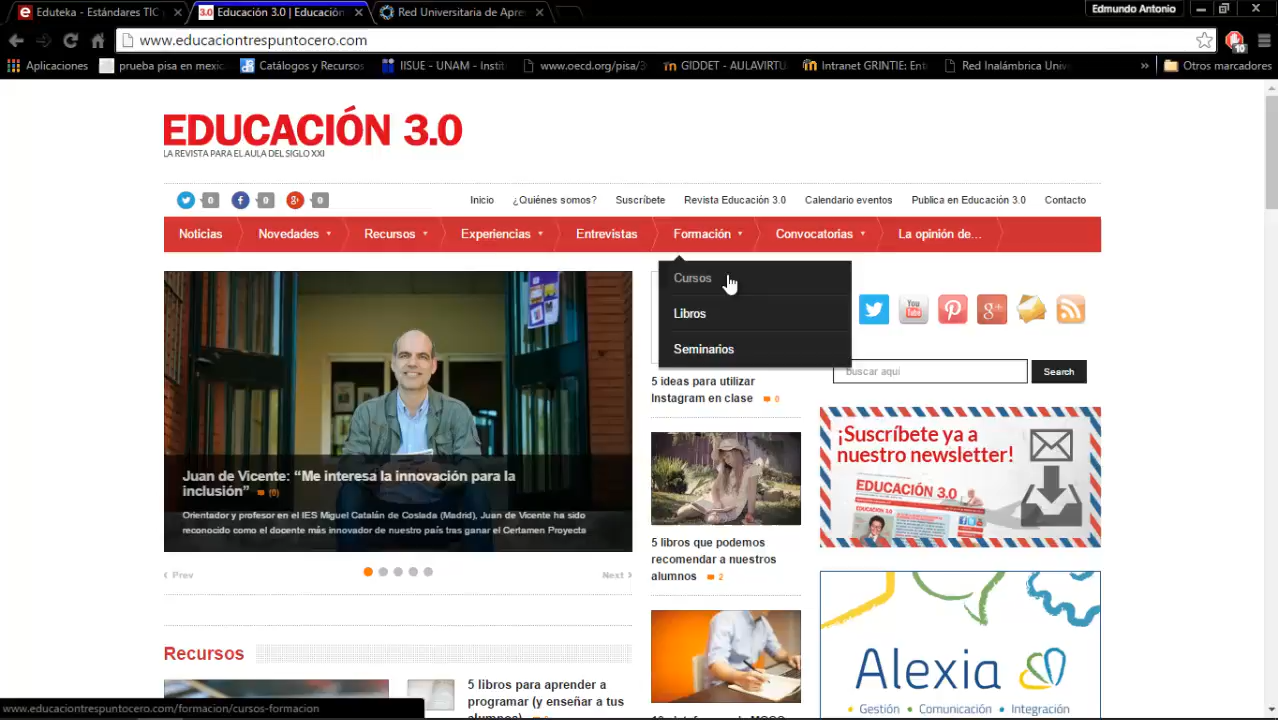 Eduteka - Estándares TIC
3.0 Educación 3.0 | Educación
Red Universitaria de Apre
Edmundo Antonio
www.educaciontrespuntocero.com
10
Aplicaciones
prueba pisa en mexic
Catálogos y Recursos
IISUE - UNAM - Instit
www.oecd.org/pisa/3
GIDDET - AULAVIRTU
Intranet GRINTIE: Ent
Red Inalámbrica Univ
»
Otros marcadores
EDUCACIÓN 3.0
LA REVISTA PARA EL AULA DEL SIGLO XXI
0 0 0
Inicio ¿Quiénes somos? Suscríbete Revista Educación 3.0 Calendario eventos Publica en Educación 3.0 Contacto
Noticias Novedades Recursos Experiencias Entrevistas Formación Convocatorias La opinión de...
Cursos
Libros
Seminarios
You Tube
buscar aqui
Search
Juan de Vicente: “Me interesa la innovación para la
inclusión” (0)
Orientador y profesor en el IES Miguel Catalán de Coslada (Madrid), Juan de Vicente ha sido
reconocido como el docente más innovador de nuestro país tras ganar el Certamen Proyecta
Prev
Next
5 ideas para utilizar
Instagram en clase 0
5 libros que podemos
recomendar a nuestros
alumnos 2
¡Suscríbete ya a
nuestro newsletter!
EDUCACIÓN 3.0
Alexia
• Gestión • Comunicación • Integración
Recursos
5 libros para aprender a
programar (y enseñar a tus
www.educaciontrespuntocero.com/formacion/cursos-formacion